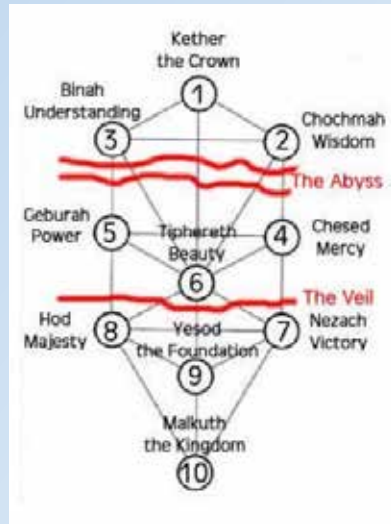 Kether
the Crown
1
Binah
Understanding
3
Chochmah
Wisdom
2
The Abyss
Geburah
Power
5
Tiphereth
Beauty
6
Chesed
Mercy
4
The Veil
Hod
Majesty
8
Yesod
the Foundation
9
Nezach
Victory
7
Malkuth
the Kingdom
10